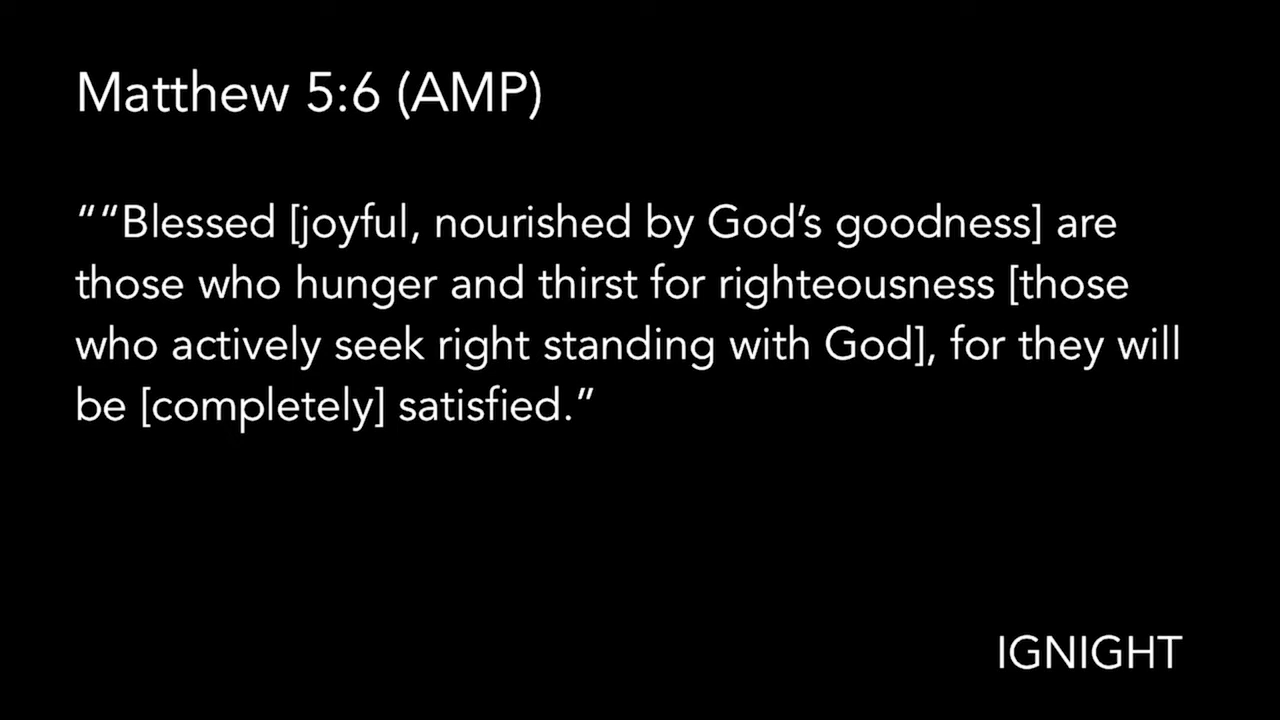 Matthew 5:6 (AMP)
““Blessed [joyful, nourished by God’s goodness] are
those who hunger and thirst for righteousness [those
who actively seek right standing with God], for they will
be [completely] satisfied.”
IGNIGHT